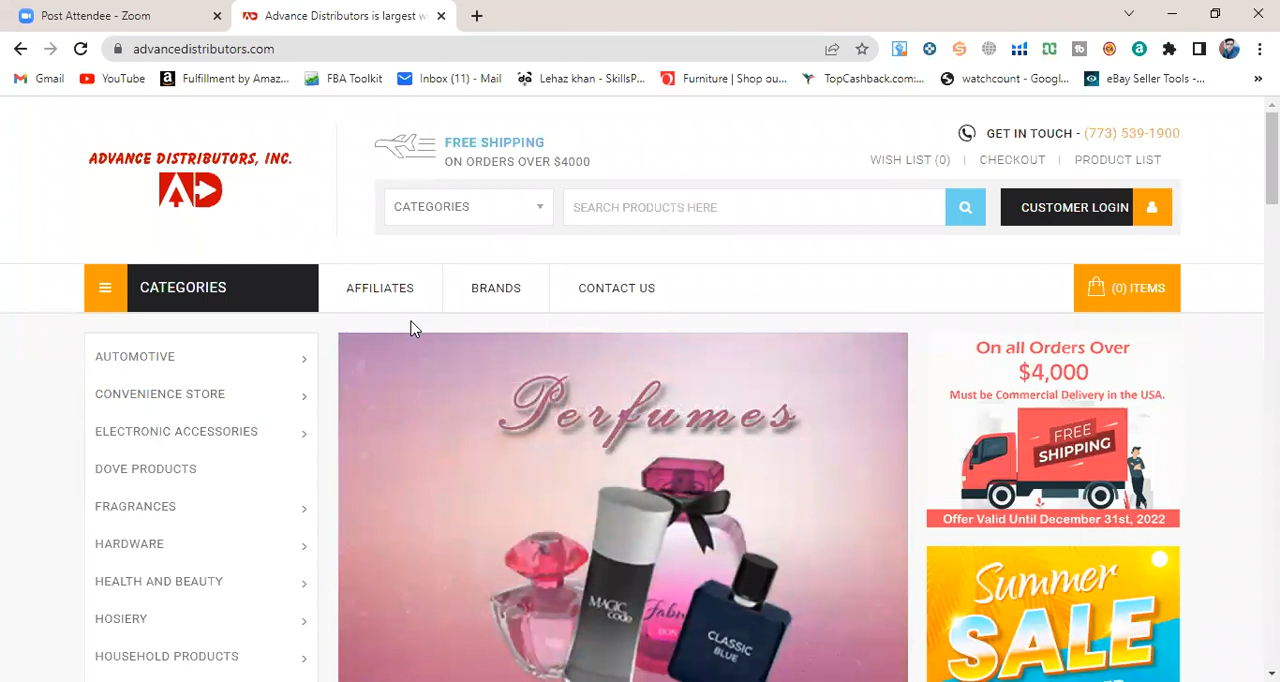 Post Attendee - Zoom
Advance Distributors is largest w
advancedistributors.com
Gmail
YouTube
Fulfillment by Amaz...
FBA Toolkit
Inbox (11) - Mail
Lehaz khan - SkillsP...
Furniture | Shop ou...
TopCashback.com:...
watchcount - Googl...
eBay Seller Tools -...
»
ADVANCE DISTRIBUTORS, INC.
AD
FREE SHIPPING
ON ORDERS OVER $4000
GET IN TOUCH - (773) 539-1900
WISH LIST (0) | CHECKOUT | PRODUCT LIST
CATEGORIES
SEARCH PRODUCTS HERE
CUSTOMER LOGIN
CATEGORIES
AFFILIATES
BRANDS
CONTACT US
(0) ITEMS
AUTOMOTIVE
CONVENIENCE STORE
ELECTRONIC ACCESSORIES
DOVE PRODUCTS
FRAGRANCES
HARDWARE
HEALTH AND BEAUTY
HOSIERY
HOUSEHOLD PRODUCTS
Perfumes
MAGIC
code
CLASSIC
BLUE
On all Orders Over
$4,000
Must be Commercial Delivery in the USA.
FREE
SHIPPING
Offer Valid Until December 31st, 2022
Summer
SALE